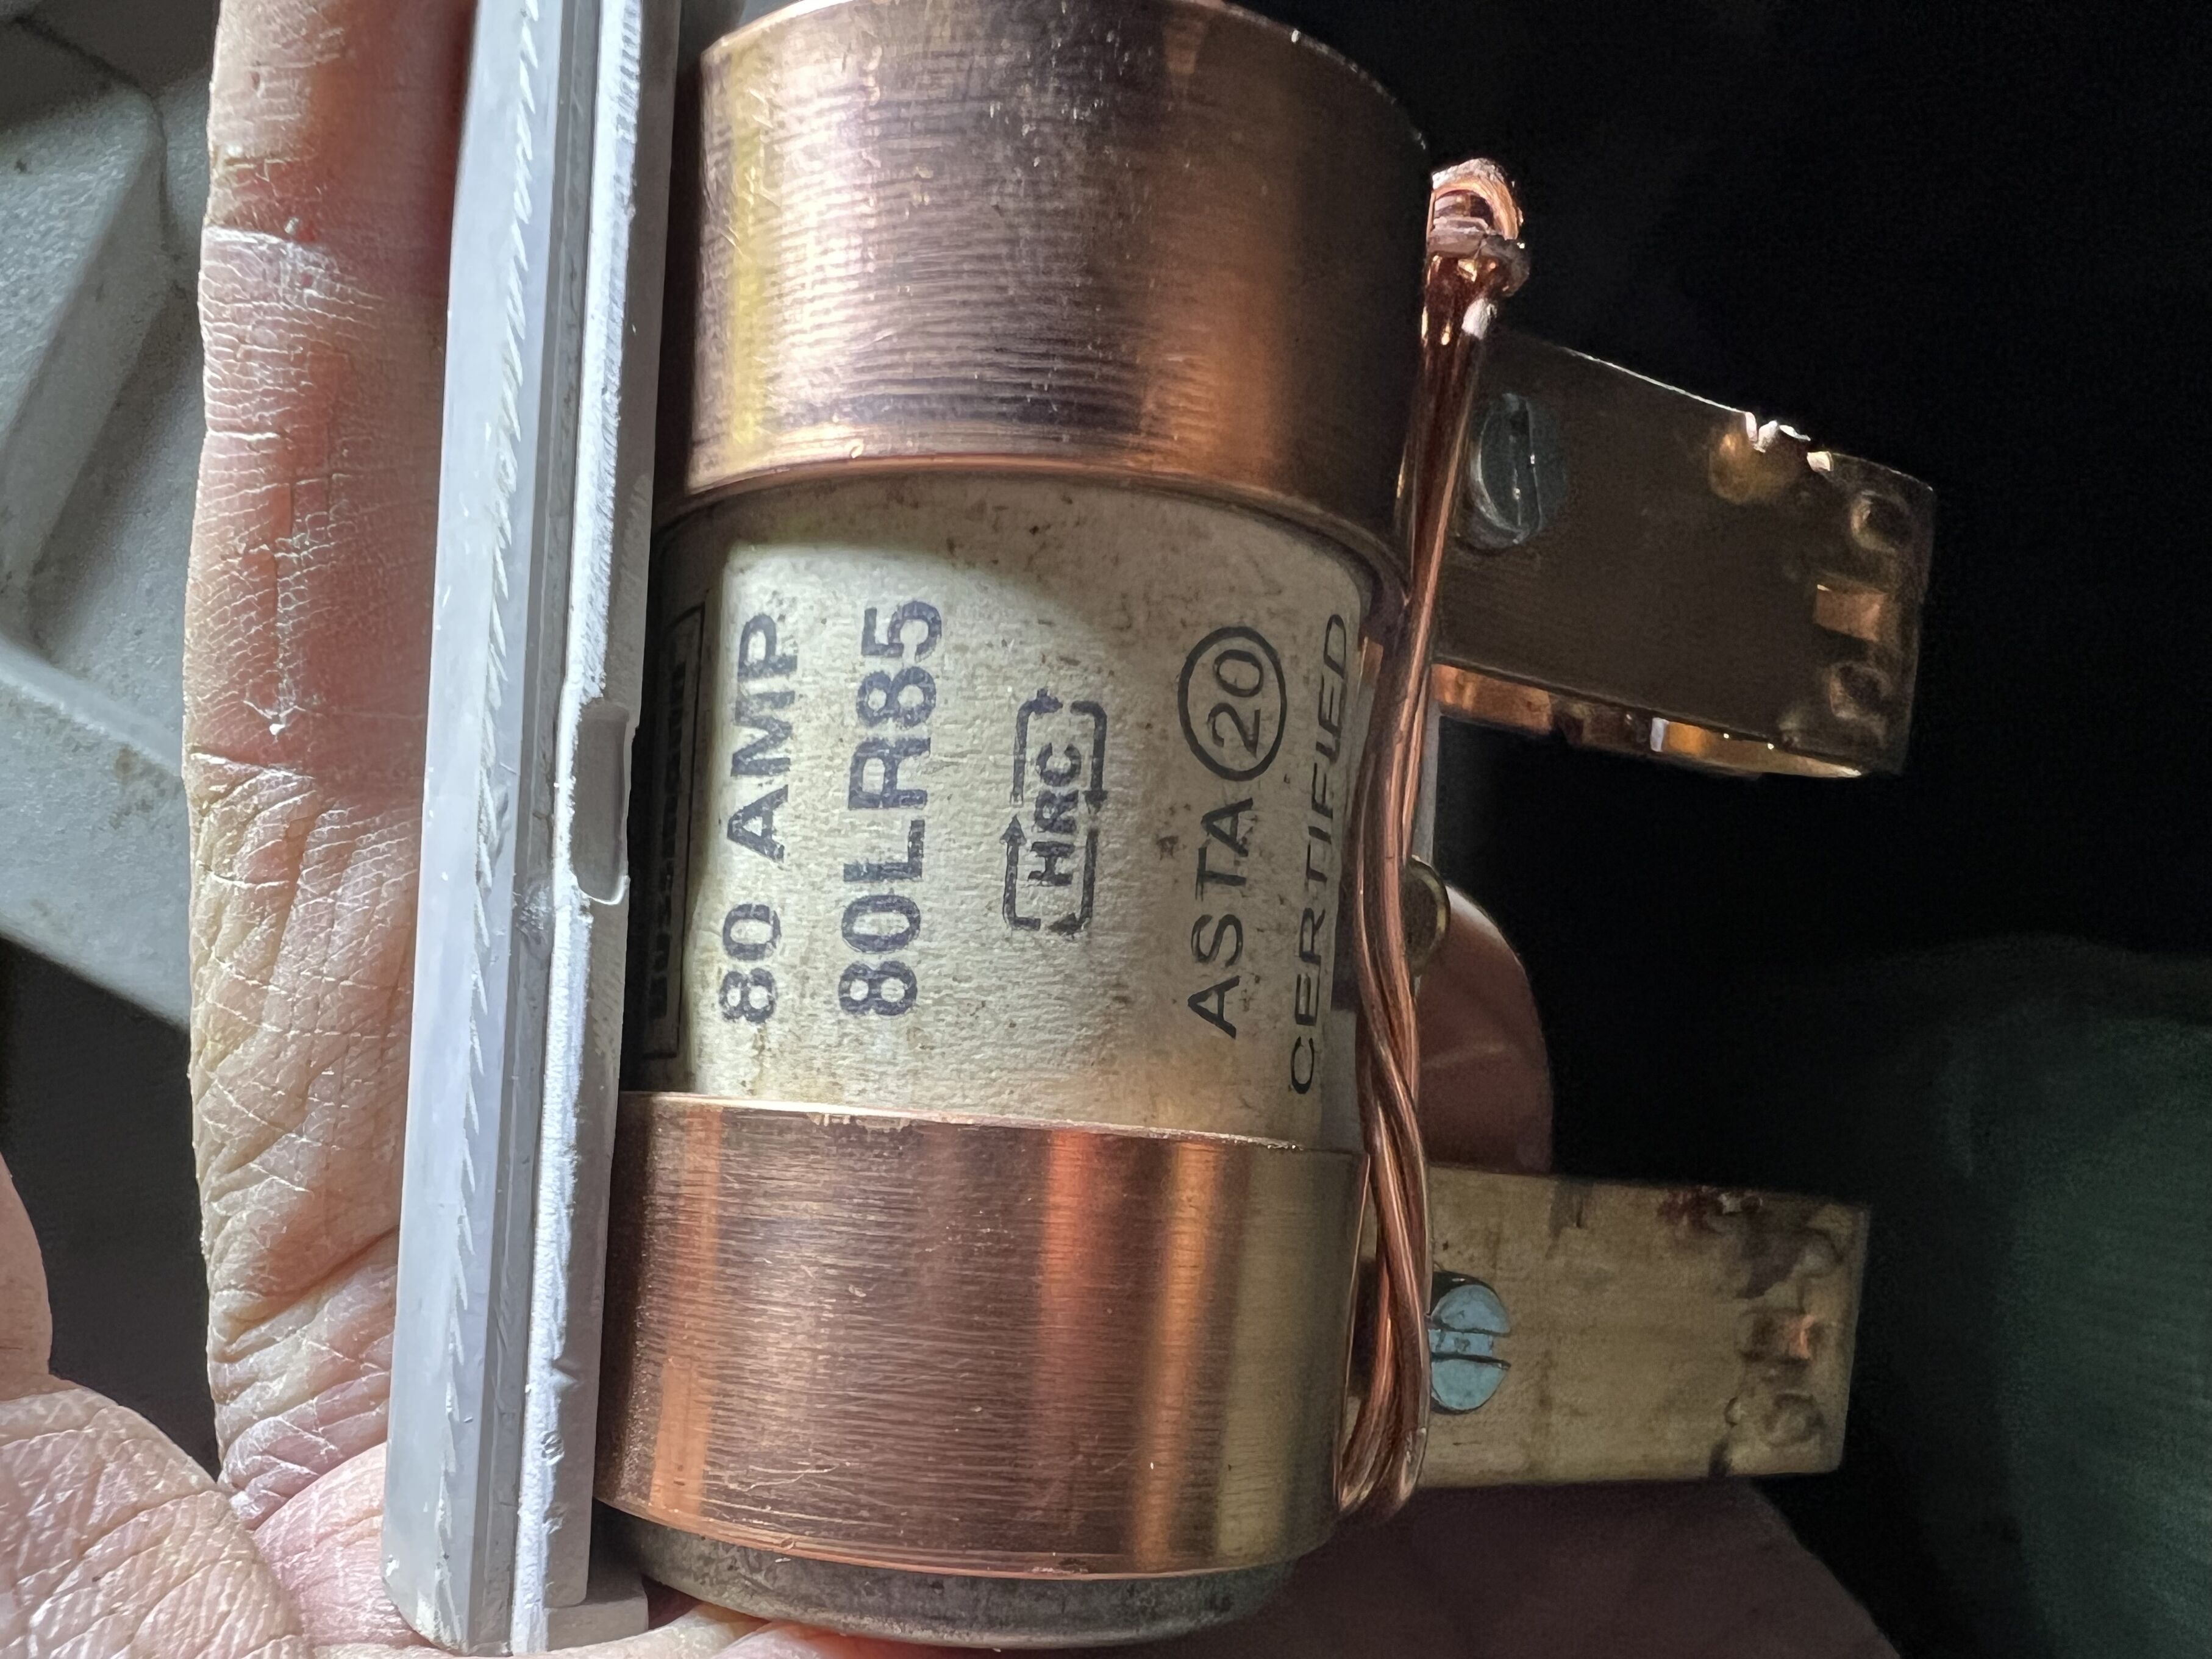 80 AMP
80LR85
HRC
ASTA 20
CERTIFIED